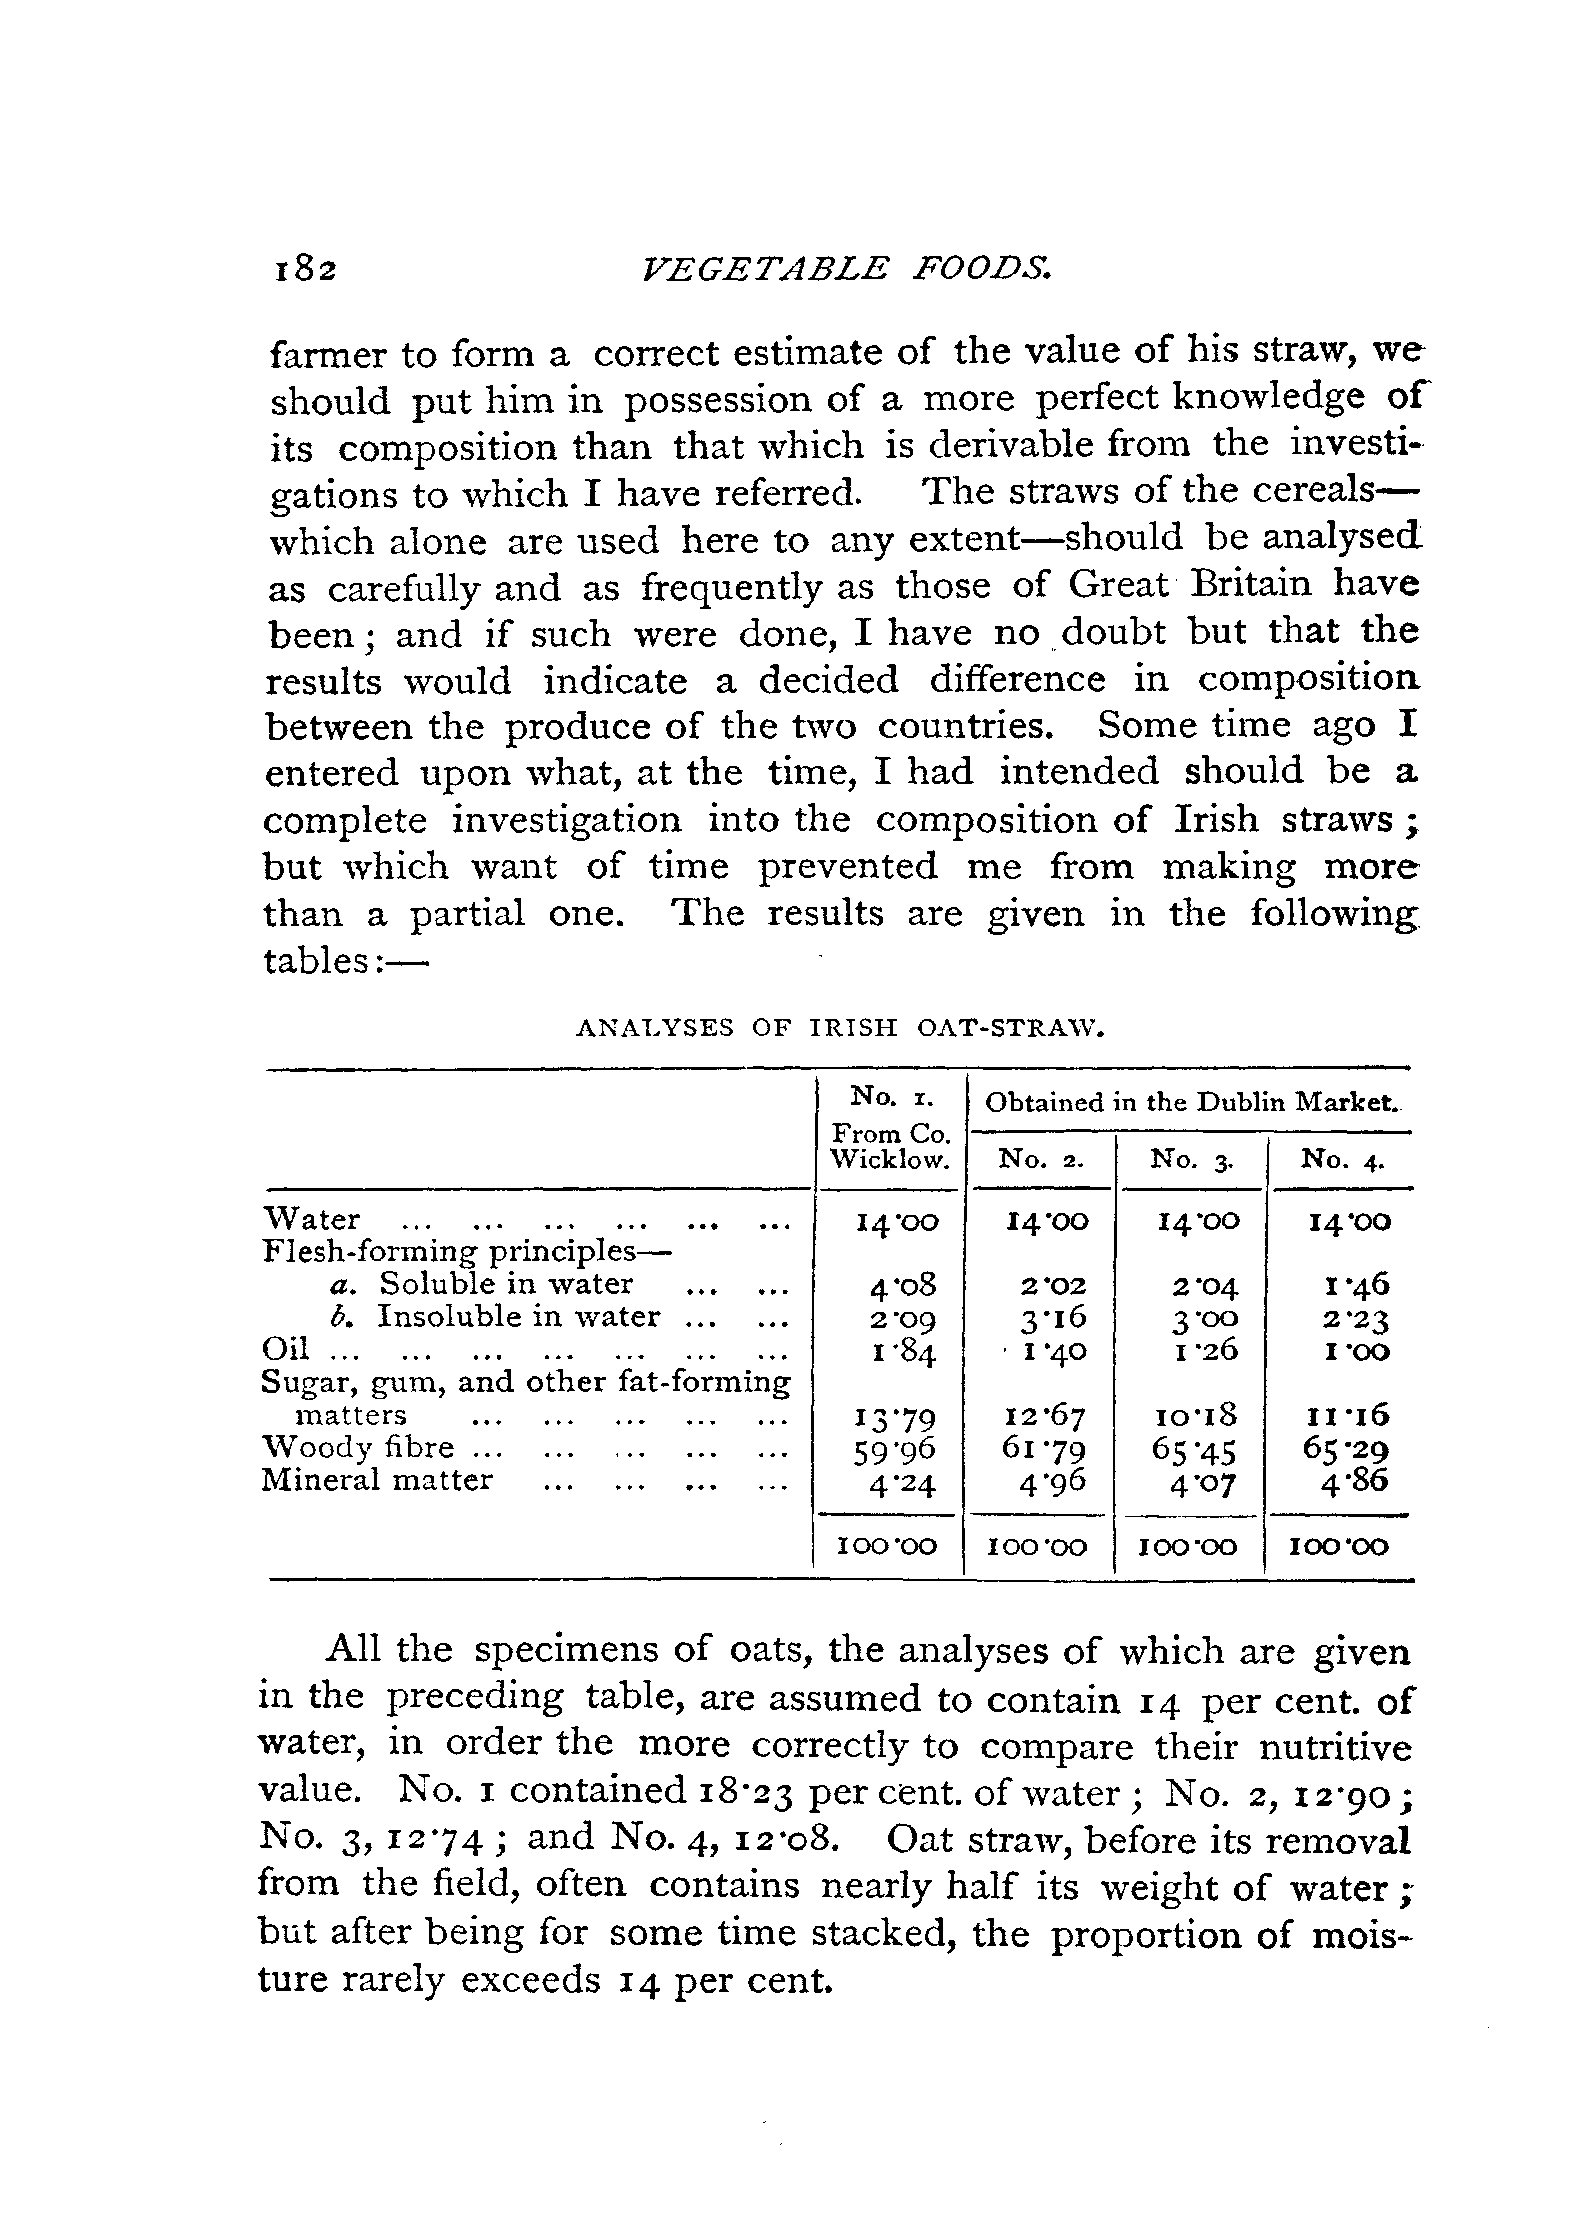 182 VEGETABLE FOODS.
farmer to form a correct estimate of the value of his straw, we
should put him in possession of a more perfect knowledge of
its composition than that which is derivable from the investi-
gations to which I have referred. The straws of the cereals—
which alone are used here to any extent—should be analysed
as carefully and as frequently as those of Great Britain have
been; and if such were done, I have no doubt but that the
results would indicate a decided difference in composition
between the produce of the two countries. Some time ago I
entered upon what, at the time, I had intended should be a
complete investigation into the composition of Irish straws;
but which want of time prevented me from making more
than a partial one. The results are given in the following
tables:—
ANALYSES OF IRISH OAT-STRAW.
No. 1. Obtained in the Dublin Market.
From Co.
Wicklow. No. 2. No. 3. No. 4.
Water ... ... ... ... ... ... 14·00 14·00 14·00 14·00
Flesh-forming principles—
a. Soluble in water ... ... 4·08 2·02 2·04 1·46
b. Insoluble in water ... ... 2·09 3·16 3·00 2·23
Oil ... ... ... ... ... ... ... 1·84 1·40 1·26 1·00
Sugar, gum, and other fat-forming
matters ... ... ... ... ... 13·79 12·67 10·18 11·16
Woody fibre ... ... ... ... ... 59·96 61·79 65·45 65·29
Mineral matter ... ... ... ... 4·24 4·96 4·07 4·86
100·00 100·00 100·00 100·00
All the specimens of oats, the analyses of which are given
in the preceding table, are assumed to contain 14 per cent. of
water, in order the more correctly to compare their nutritive
value. No. 1 contained 18·23 per cent. of water; No. 2, 12·90;
No. 3, 12·74; and No. 4, 12·08. Oat straw, before its removal
from the field, often contains nearly half its weight of water;
but after being for some time stacked, the proportion of mois-
ture rarely exceeds 14 per cent.